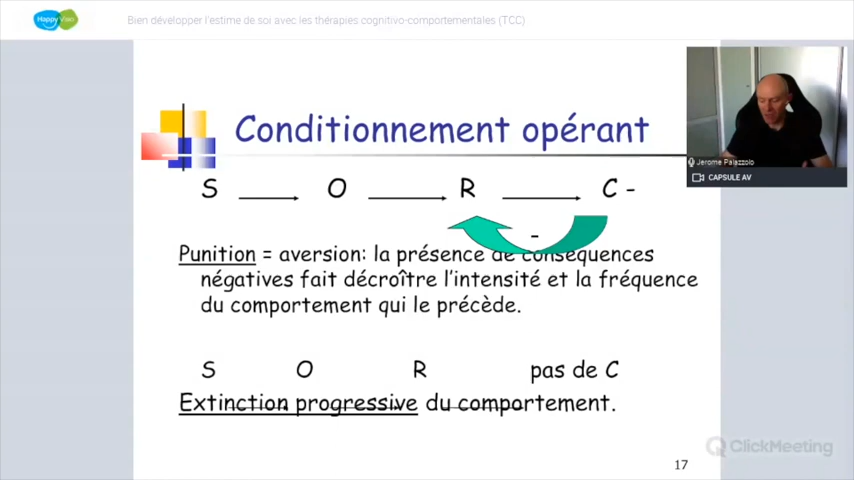 Happy Visio
Bien développer l'estime de soi avec les thérapies cognitivo-comportementales (TCC)
Conditionnement opérant
Jerome Palazzolo
CAPSULE AV
S O R C -
-
Punition = aversion: la présence de conséquences
négatives fait décroître l'intensité et la fréquence
du comportement qui le précède.
S O R pas de C
Extinction progressive du comportement.
ClickMeeting
17